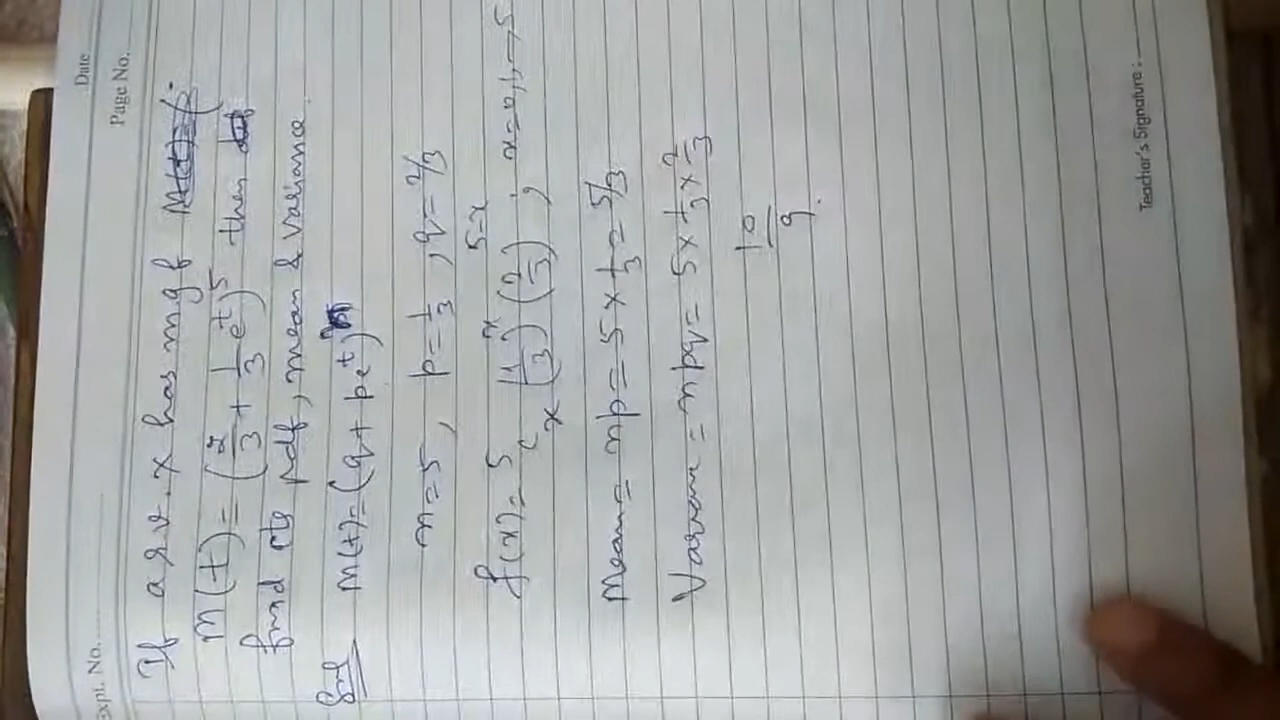 Date
Expt. No.
Page No.
If a r.v. X has mgf
M(t) = (2/3 + 1/3 e^t)^5 then
find its pdf, mean & variance.
Sol M(t) = (q + pe^t)^n
n=5, p=1/3, q=2/3
f(x) = 5Cx (1/3)^x (2/3)^5-x, x=0,1,—5
Mean = np = 5 x 1/3 = 5/3
Varianc = npq = 5 x 1/3 x 2/3
10/9.
Teacher's Signature :